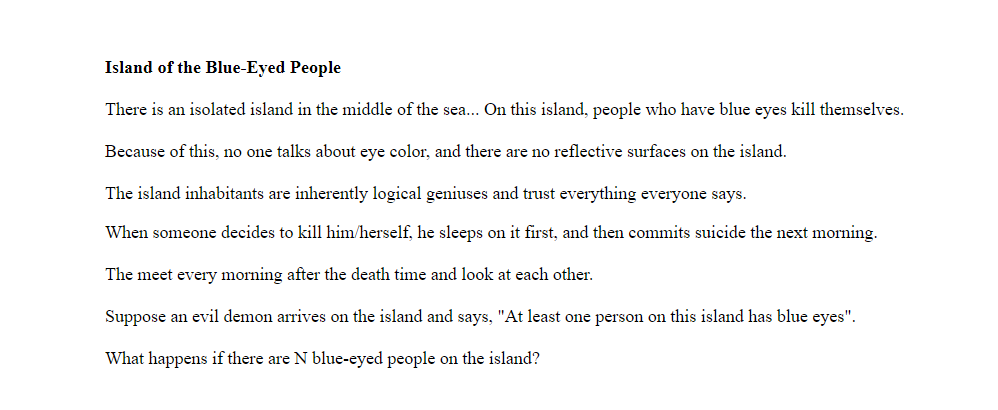 Island of the Blue-Eyed People
There is an isolated island in the middle of the sea... On this island, people who have blue eyes kill themselves.
Because of this, no one talks about eye color, and there are no reflective surfaces on the island.
The island inhabitants are inherently logical geniuses and trust everything everyone says.
When someone decides to kill him/herself, he sleeps on it first, and then commits suicide the next morning.
The meet every morning after the death time and look at each other.
Suppose an evil demon arrives on the island and says, "At least one person on this island has blue eyes".
What happens if there are N blue-eyed people on the island?